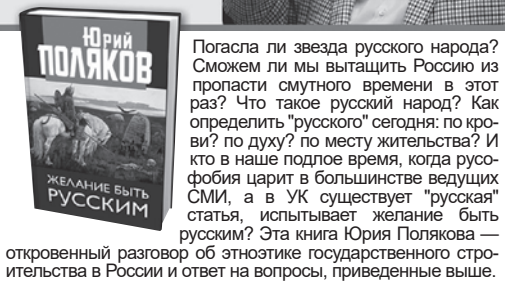 Юрий
ПОЛЯКОВ
ЖЕЛАНИЕ БЫТЬ
РУССКИМ
Погасла ли звезда русского народа?
Сможем ли мы вытащить Россию из
пропасти смутного времени в этот
раз? Что такое русский народ? Как
определить "русского" сегодня: по кро-
ви? по духу? по месту жительства? И
кто в наше подлое время, когда русо-
фобия царит в большинстве ведущих
СМИ, а в УК существует "русская"
статья, испытывает желание быть
русским? Эта книга Юрия Полякова —
откровенный разговор об этноэтике государственного стро-
ительства в России и ответ на вопросы, приведенные выше.